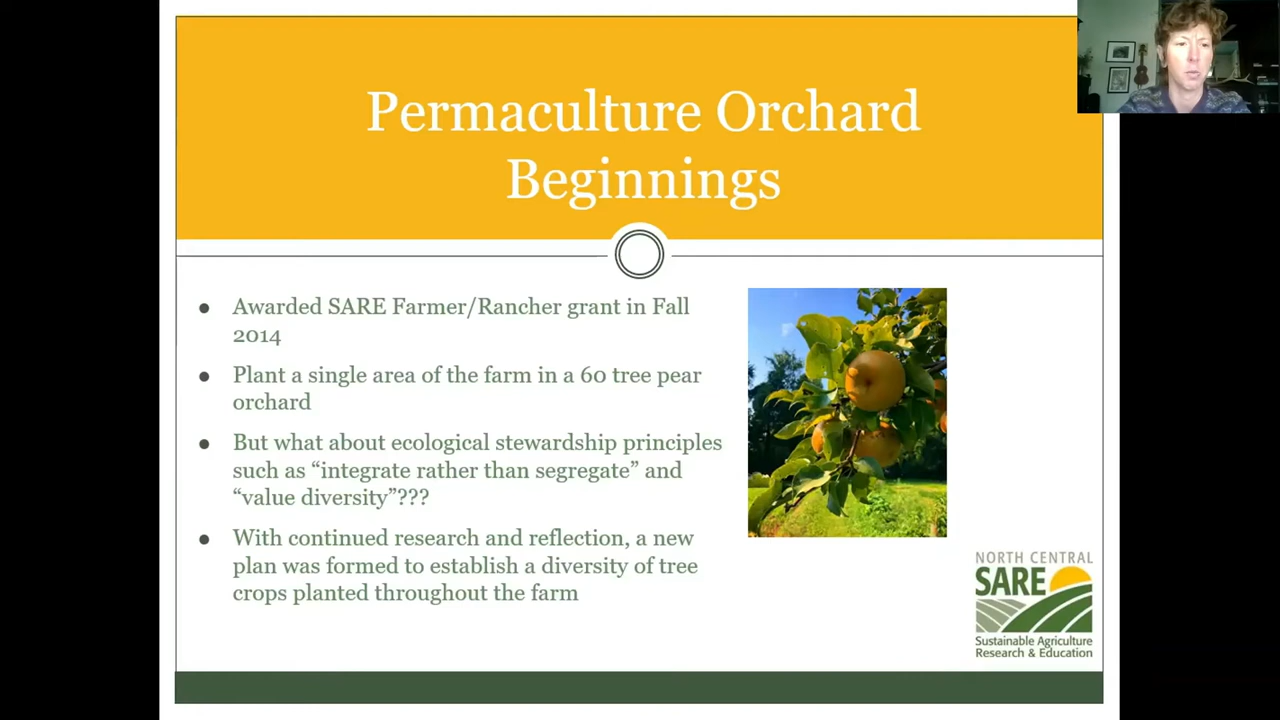 Permaculture Orchard
Beginnings
● Awarded SARE Farmer/Rancher grant in Fall
2014
● Plant a single area of the farm in a 60 tree pear
orchard
● But what about ecological stewardship principles
such as “integrate rather than segregate” and
“value diversity”???
● With continued research and reflection, a new
plan was formed to establish a diversity of tree
crops planted throughout the farm
NORTH CENTRAL
SARE
Sustainable Agriculture
Research & Education